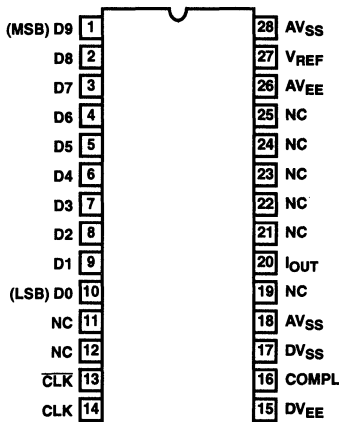 (MSB) D9 1 28 AVSS
D8 2 27 VREF
D7 3 26 AVEE
D6 4 25 NC
D5 5 24 NC
D4 6 23 NC
D3 7 22 NC
D2 8 21 NC
D1 9 20 IOUT
(LSB) D0 10 19 NC
NC 11 18 AVSS
NC 12 17 DVSS
C̅L̅K̅ 13 16 COMPL
CLK 14 15 DVEE